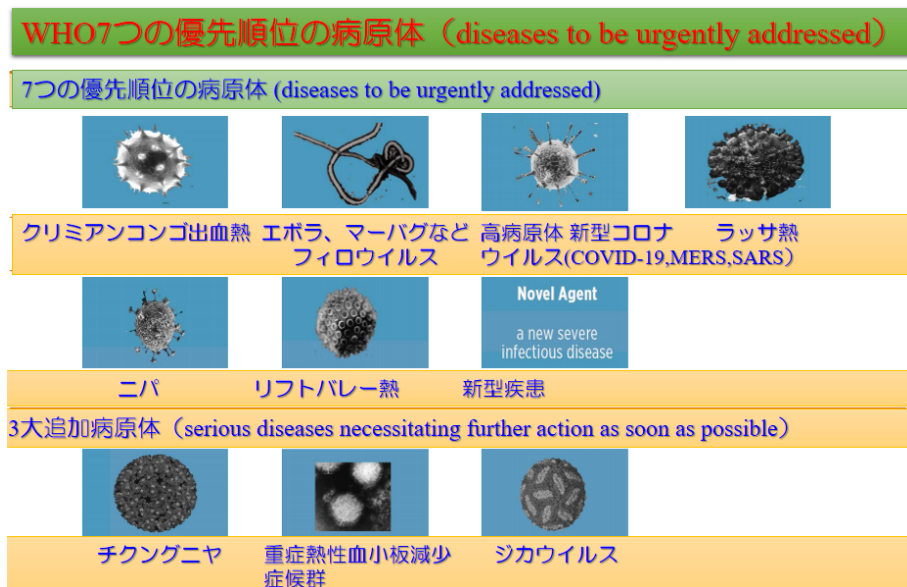 WHO7つの優先順位の病原体（diseases to be urgently addressed）
7つの優先順位の病原体 (diseases to be urgently addressed)
クリミアンコンゴ出血熱 エボラ、マーバグなど 高病原体 新型コロナ ラッサ熱
フィロウイルス ウイルス(COVID-19,MERS,SARS）
Novel Agent
a new severe
infectious disease
ニパ リフトバレー熱 新型疾患
3大追加病原体（serious diseases necessitating further action as soon as possible）
チクングニヤ 重症熱性血小板減少 ジカウイルス
症候群